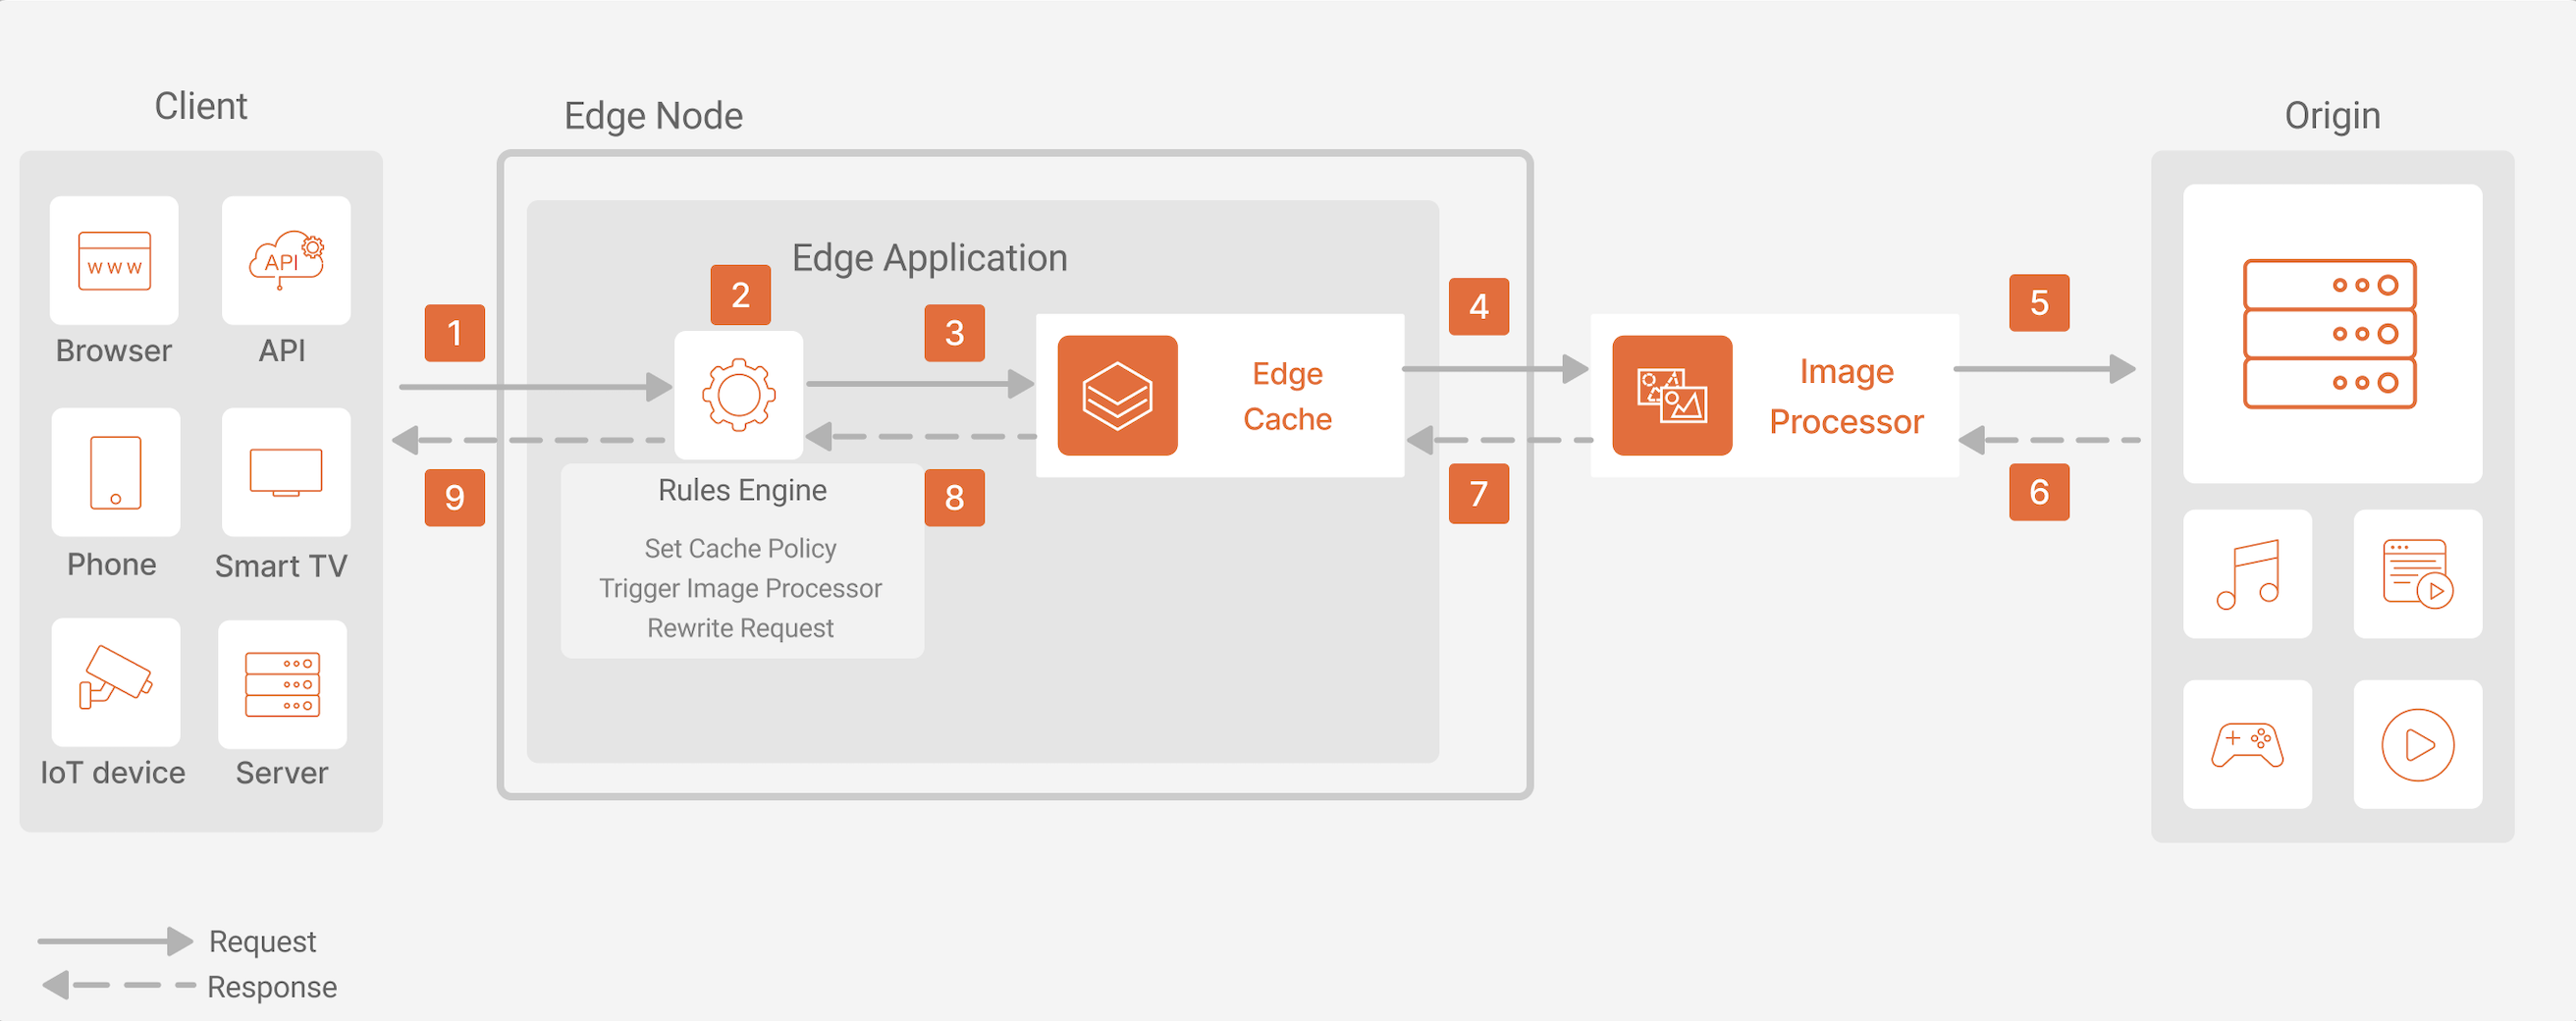 Client
Edge Node
Origin
Edge Application
www
API
Browser
API
Phone
Smart TV
IoT device
Server
1
2
3
4
5
Edge
Cache
Image
Processor
9
8
7
6
Rules Engine
Set Cache Policy
Trigger Image Processor
Rewrite Request
Request
Response